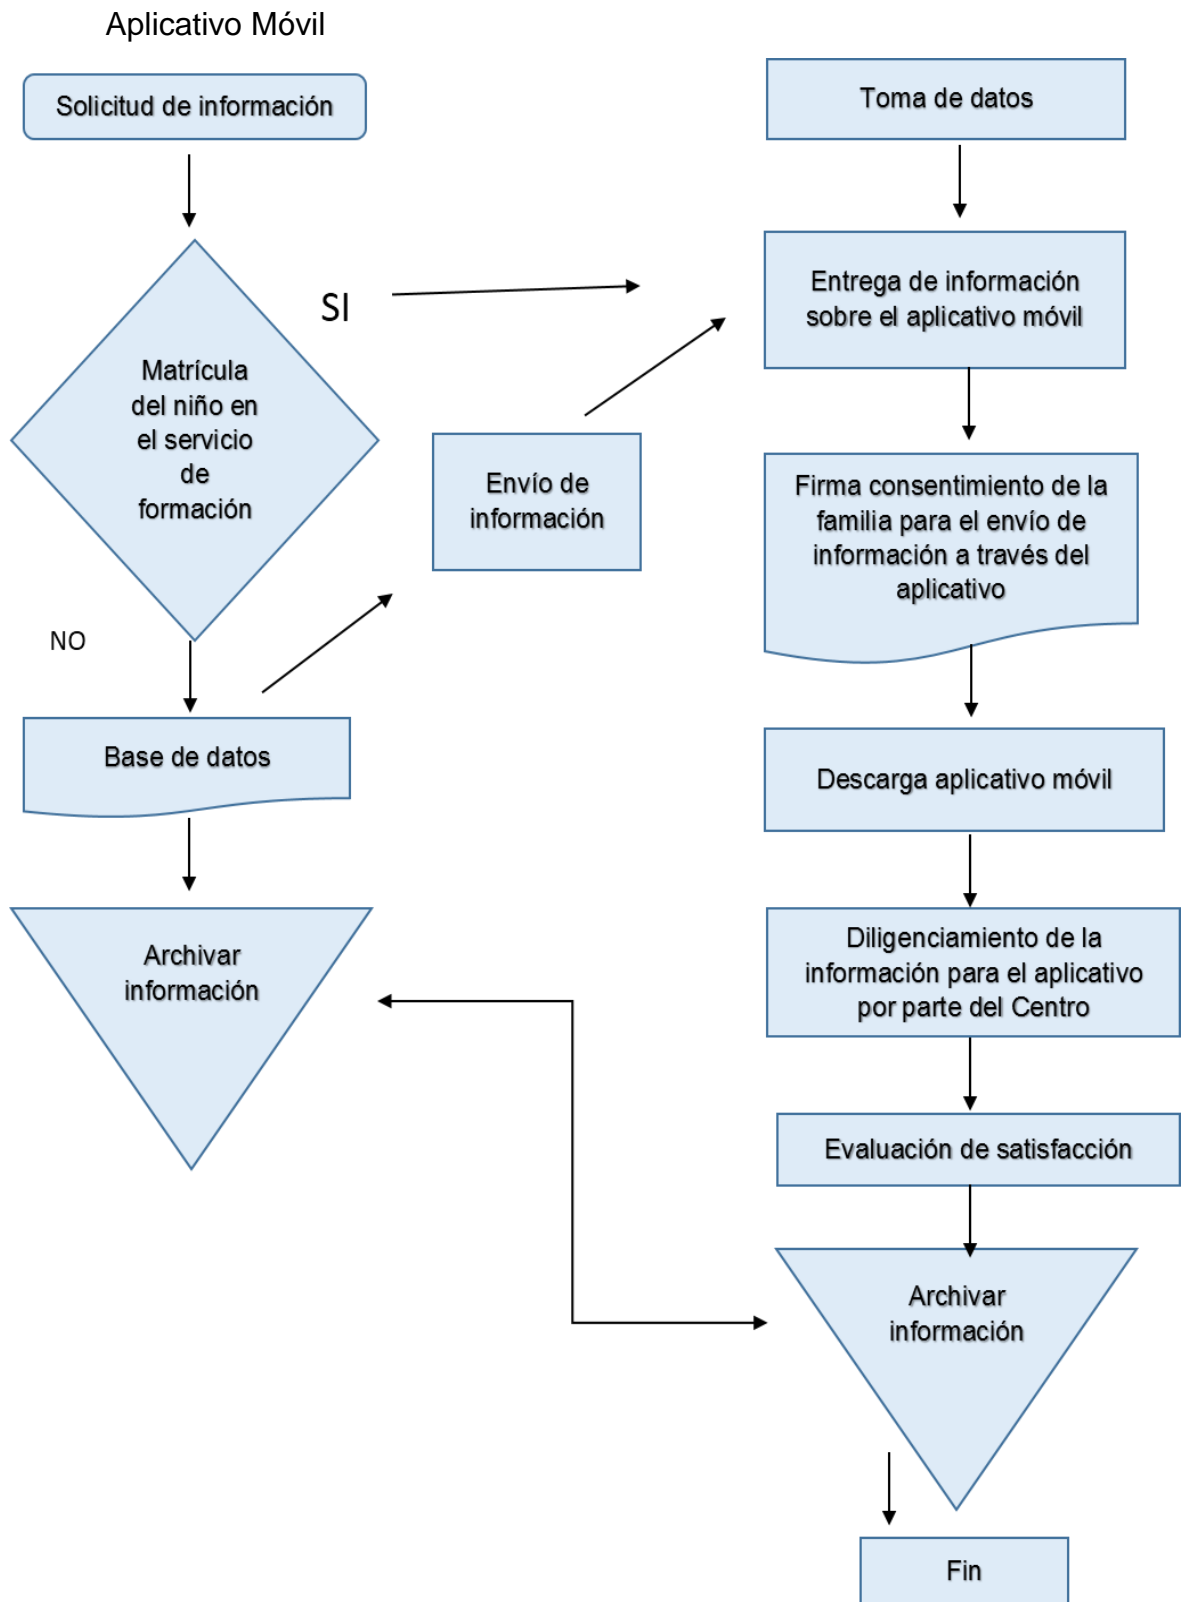 Aplicativo Móvil
Solicitud de información
Matrícula
del niño en
el servicio
de
formación
SI
NO
Base de datos
Archivar
información
Envío de
información
Toma de datos
Entrega de información
sobre el aplicativo móvil
Firma consentimiento de la
familia para el envío de
información a través del
aplicativo
Descarga aplicativo móvil
Diligenciamiento de la
información para el aplicativo
por parte del Centro
Evaluación de satisfacción
Archivar
información
Fin